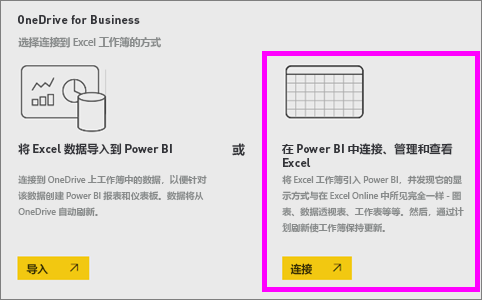 OneDrive for Business
选择连接到 Excel 工作簿的方式
将 Excel 数据导入到 Power BI
连接到 OneDrive 上工作簿中的数据，以便针对
该数据创建 Power BI 报表和仪表板。数据将从
OneDrive 自动刷新。
导入
或
在 Power BI 中连接、管理和查看
Excel
将 Excel 工作簿引入 Power BI，并发现它的显
示方式与在 Excel Online 中所见完全一样 - 图
表、数据透视表、工作表等等。然后，通过计
划刷新使工作簿保持更新。
连接